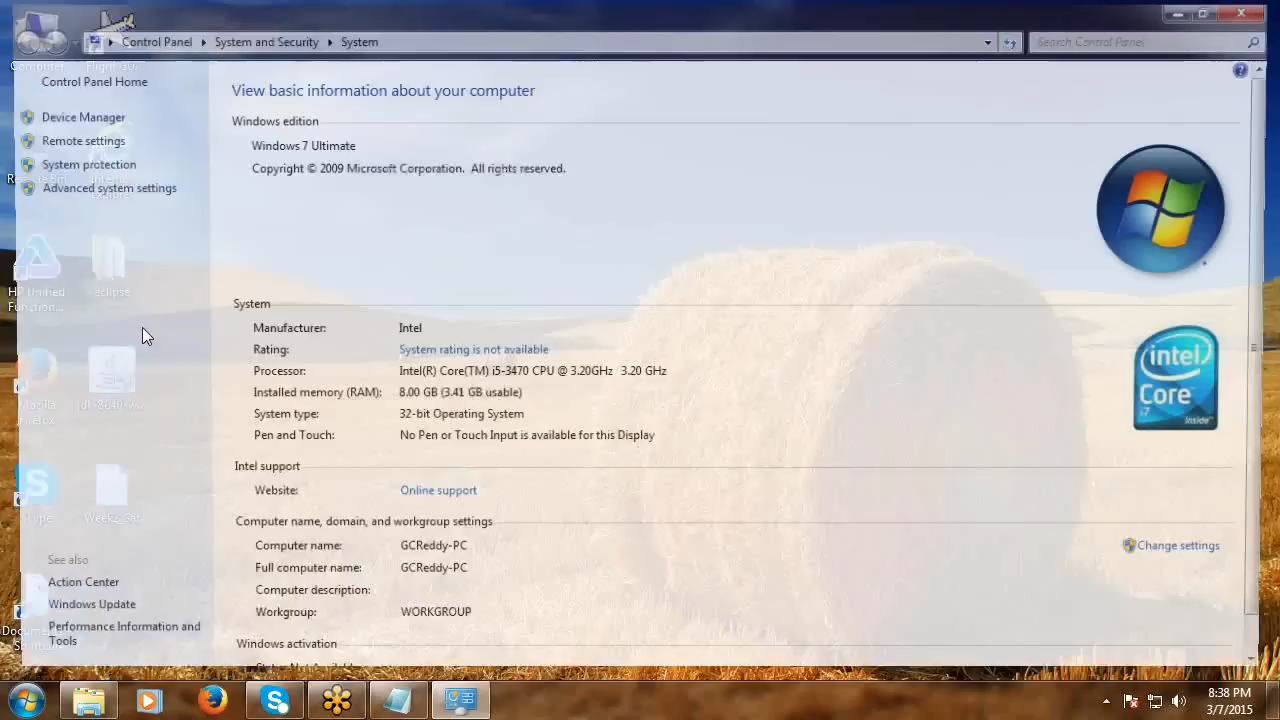 Control Panel
System and Security
System
Search Control Panel
Computer
Control Panel Home
View basic information about your computer
Device Manager
Windows edition
Remote settings
Windows 7 Ultimate
System protection
Copyright © 2009 Microsoft Corporation. All rights reserved.
Advanced system settings
HP Unified
Function...
eclipse
System
Manufacturer: Intel
Rating: System rating is not available
Processor: Intel(R) Core(TM) i5-3470 CPU @ 3.20GHz 3.20 GHz
Installed memory (RAM): 8.00 GB (3.41 GB usable)
System type: 32-bit Operating System
Pen and Touch: No Pen or Touch Input is available for this Display
intel
Core
i7
inside
Mozilla
Firefox
Intel support
Website: Online support
Skype
Computer name, domain, and workgroup settings
Computer name: GCReddy-PC
Change settings
Full computer name: GCReddy-PC
Computer description:
Workgroup: WORKGROUP
See also
Action Center
Windows Update
Performance Information and
Tools
Windows activation
8:38 PM
3/7/2015